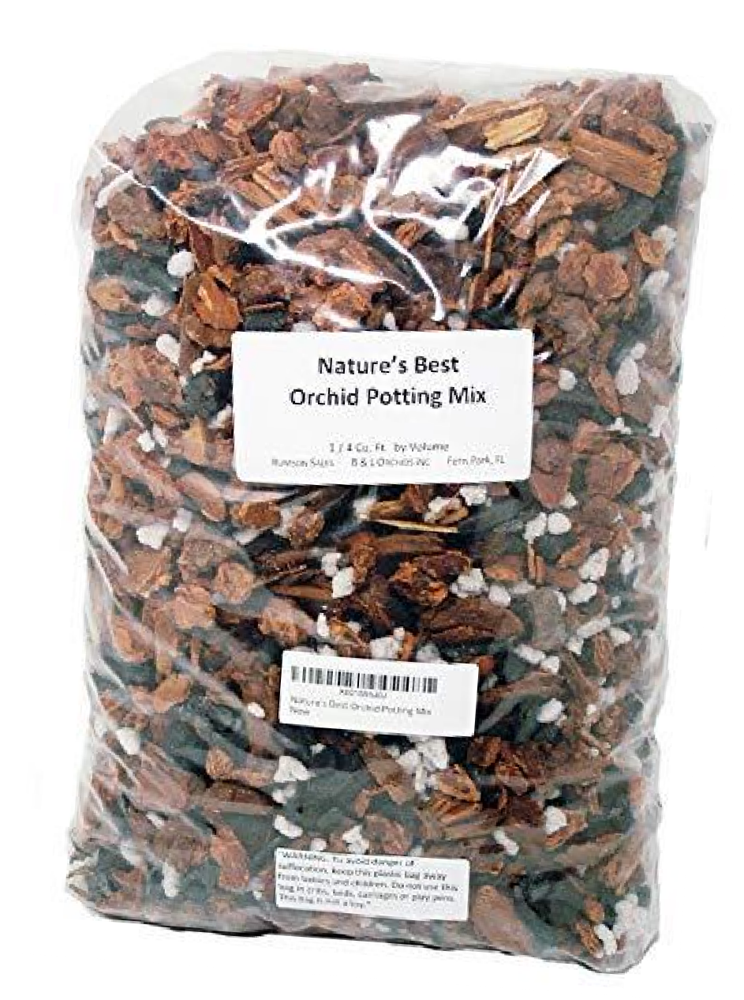 Nature's Best
Orchid Potting Mix
1 / 4 Cu. Ft. by Volume
RUMSON SALES B & L ORCHIDS INC Fern Park, FL
Nature's Best Orchid Potting Mix
New
"WARNING: To avoid danger of
suffocation, keep this plastic bag away
from babies and children. Do not use this
bag in cribs, beds, carriages or play pens.
This bag is not a toy."